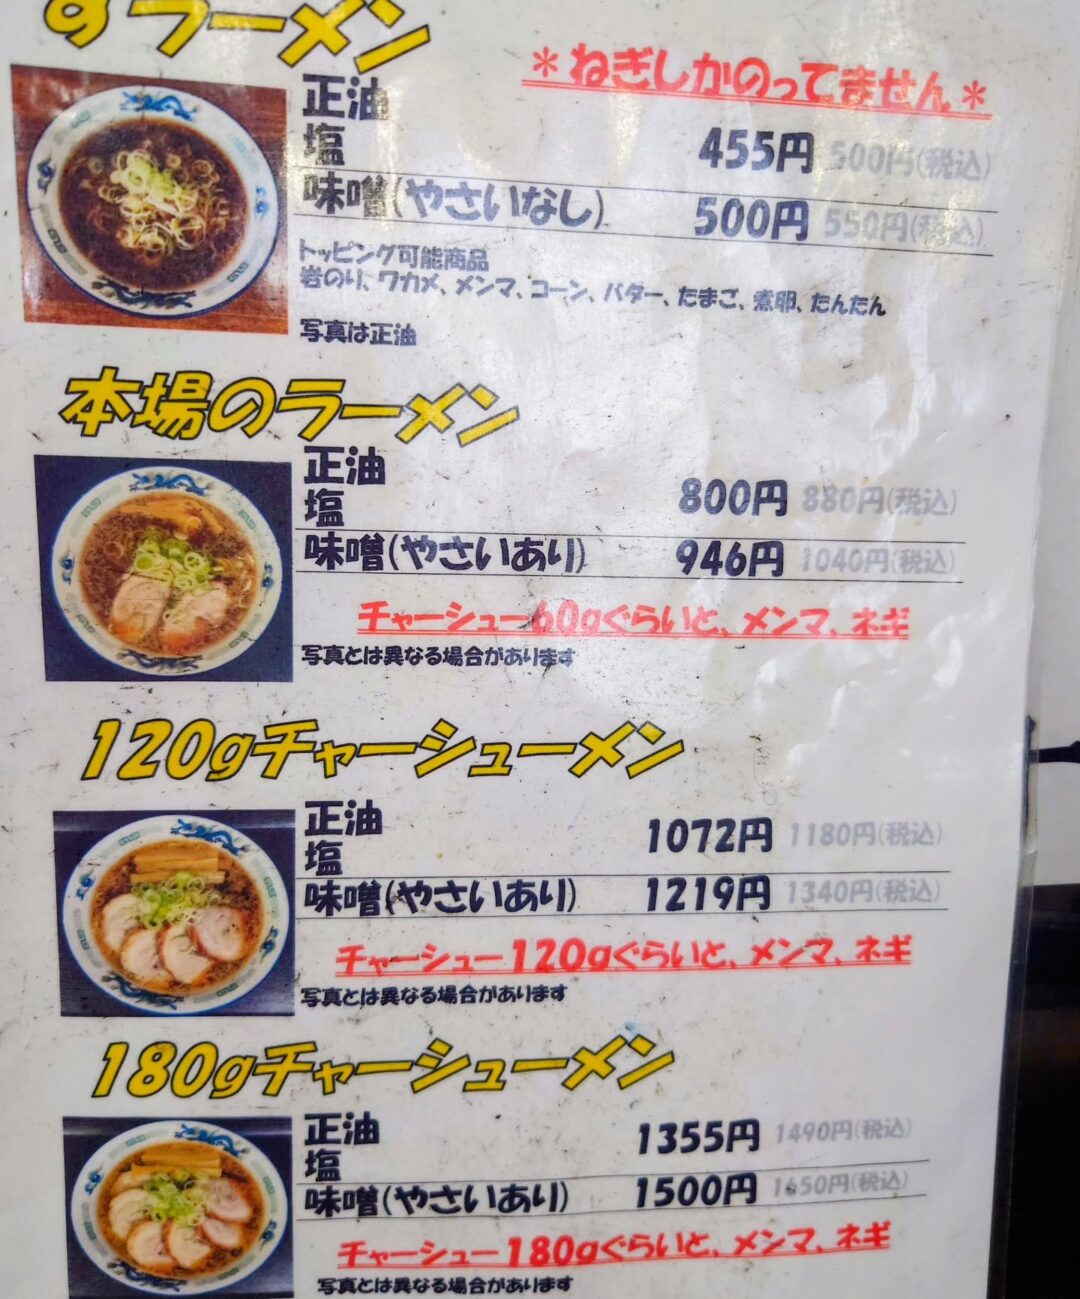 すラーメン
＊ねぎしかのってません＊
正油
塩
455円 500円(税込)
味噌(やさいなし) 500円 550円(税込)
トッピング可能商品
岩のり、ワカメ、メンマ、コーン、バター、たまご、煮卵、たんたん
写真は正油
本場のラーメン
正油
塩
800円 880円(税込)
味噌(やさいあり) 946円 1040円(税込)
チャーシュー60gぐらいと、メンマ、ネギ
写真とは異なる場合があります
120gチャーシューメン
正油
塩
1072円 1180円(税込)
味噌(やさいあり) 1219円 1340円(税込)
チャーシュー120gぐらいと、メンマ、ネギ
写真とは異なる場合があります
180gチャーシューメン
正油
塩
1355円 1490円(税込)
味噌(やさいあり) 1500円 1650円(税込)
チャーシュー180gぐらいと、メンマ、ネギ
写真とは異なる場合があります